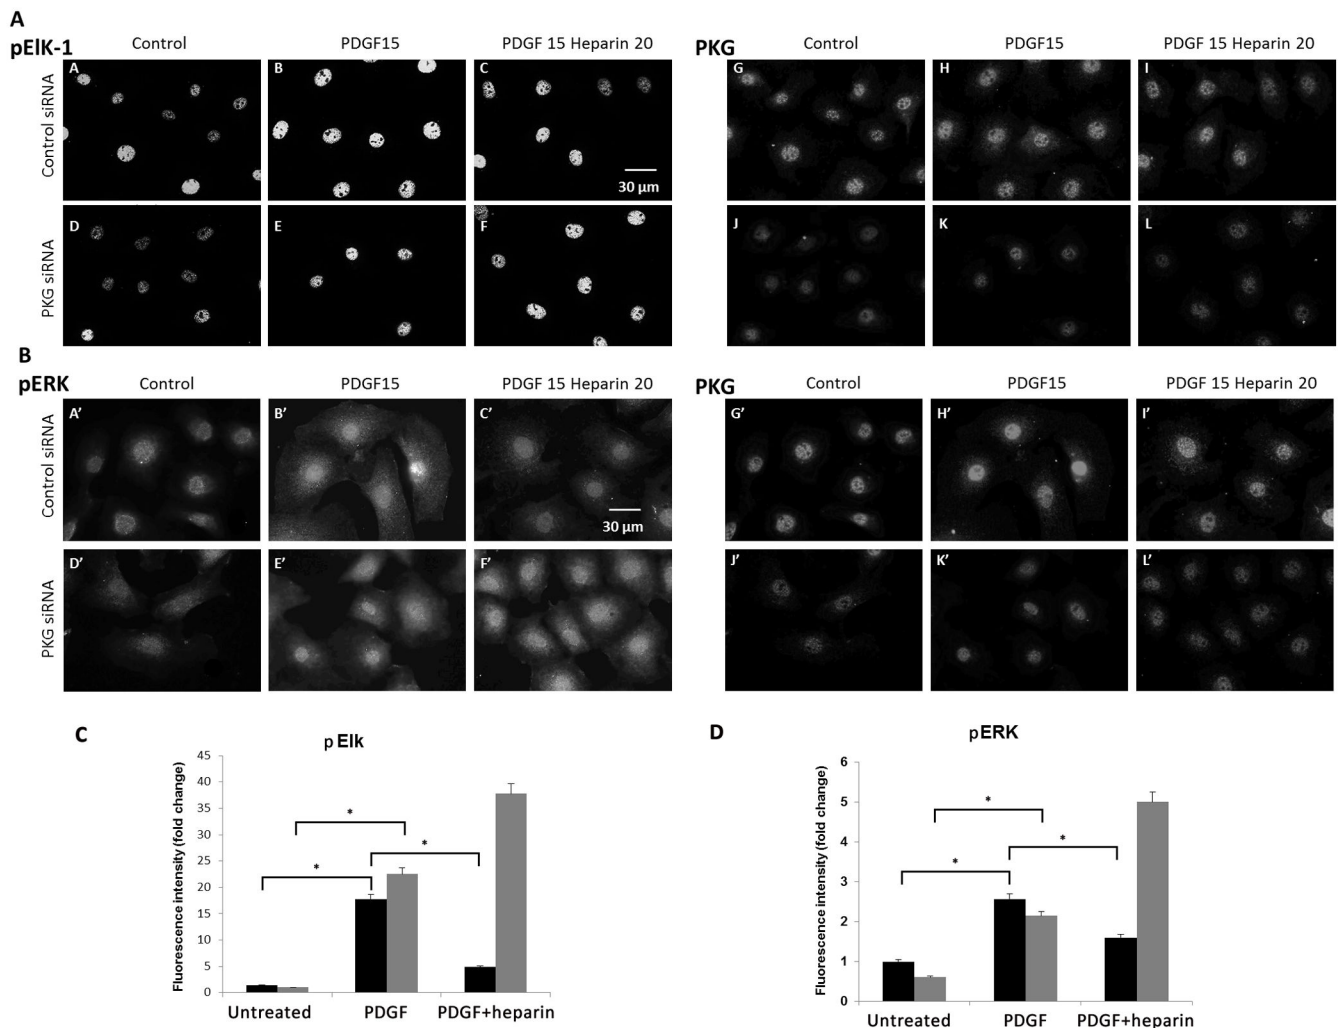 A
pElK-1 Control PDGF15 PDGF 15 Heparin 20 PKG Control PDGF15 PDGF 15 Heparin 20
Control siRNA A B C 30 µm G H I
PKG siRNA D E F J K L
B
pERK Control PDGF15 PDGF 15 Heparin 20 PKG Control PDGF15 PDGF 15 Heparin 20
Control siRNA A’ B’ C’ 30 µm G’ H’ I’
PKG siRNA D’ E’ F’ J’ K’ L’
C
p Elk
Fluorescence intensity (fold change)
45
40
35
30
25
20
15
10
5
0
*
*
*
Untreated PDGF PDGF+heparin
D
pERK
Fluorescence intensity (fold change)
6
5
4
3
2
1
0
*
*
*
Untreated PDGF PDGF+heparin